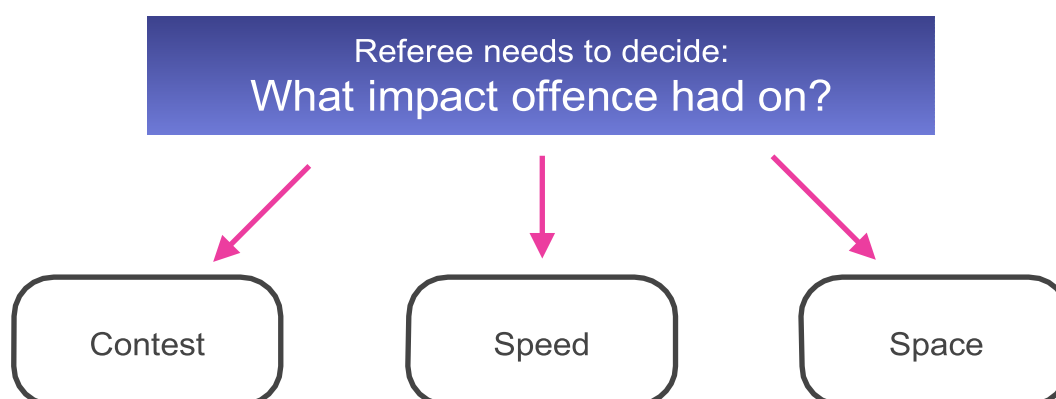 Referee needs to decide:
What impact offence had on?
Contest
Speed
Space